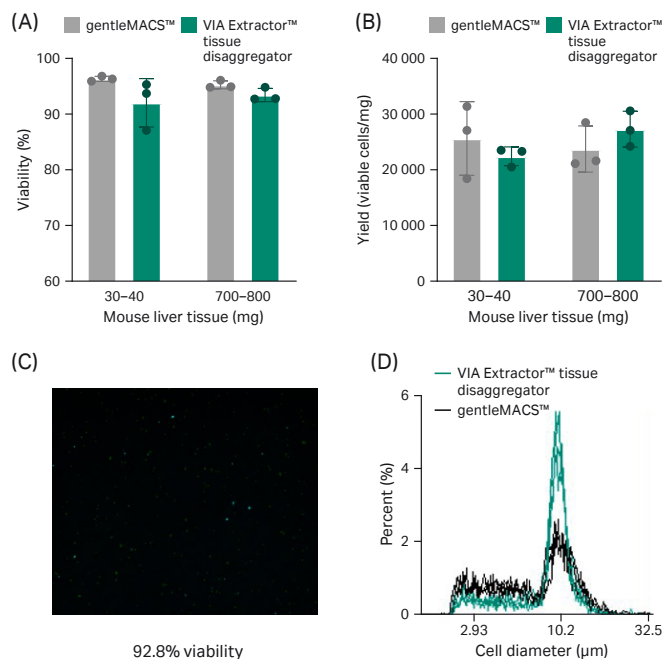 (A)
gentleMACS™ VIA Extractor™
tissue
disaggregator
100
90
80
90
60
Viability (%)
30–40 700–800
Mouse liver tissue (mg)
(B)
gentleMACS™ VIA Extractor™
tissue
disaggregator
40 000
30 000
20 000
10 000
0
Yield (viable cells/mg)
30–40 700–800
Mouse liver tissue (mg)
(C)
92.8% viability
(D)
VIA Extractor™ tissue
disaggregator
gentleMACS™
6
4
2
0
Percent (%)
2.93 10.2 32.5
Cell diameter (µm)